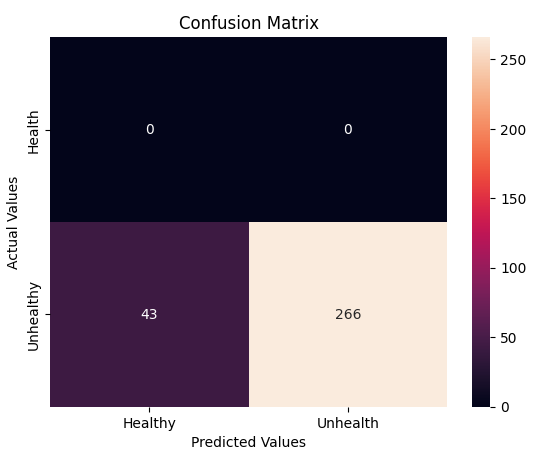 Confusion Matrix
Actual Values
Health
0 0
Unhealthy
43 266
Healthy Unhealth
Predicted Values
250
200
150
100
50
0